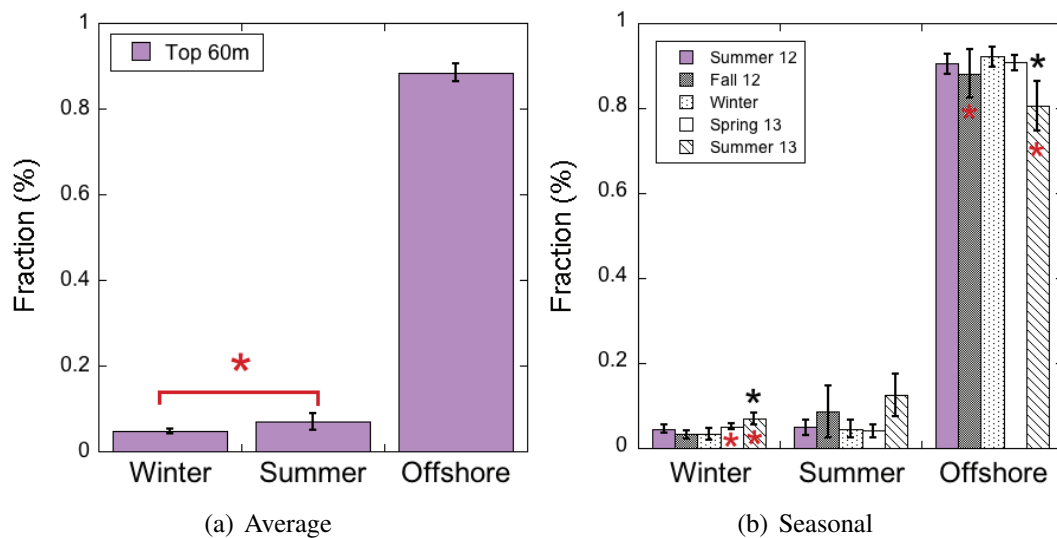 1
0.8
0.6
0.4
0.2
0
Fraction (%)
Top 60m
*
Winter Summer Offshore
(a) Average
1
0.8
0.6
0.4
0.2
0
Fraction (%)
Summer 12
Fall 12
Winter
Spring 13
Summer 13
* * *
* * *
Winter Summer Offshore
(b) Seasonal